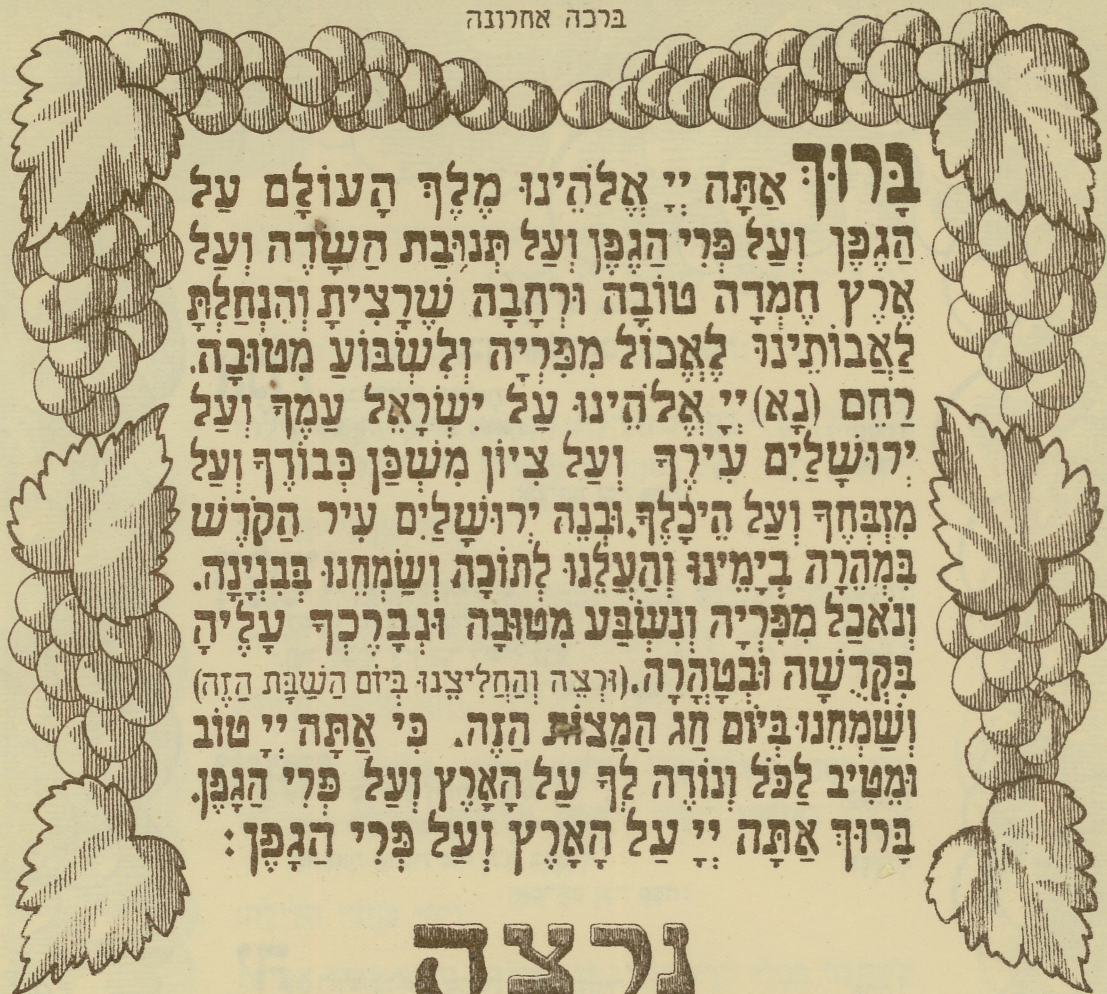 ברכה אחרונה
בָּרוּךְ אַתָּה יְיָ אֱלֹהֵינוּ מֶלֶךְ הָעוֹלָם עַל
הַגֶּפֶן וְעַל פְּרִי הַגֶּפֶן וְעַל תְּנוּבַת הַשָּׂדֶה וְעַל
אֶרֶץ חֶמְדָּה טוֹבָה וּרְחָבָה שֶׁרָצִיתָ וְהִנְחַלְתָּ
לַאֲבוֹתֵינוּ לֶאֱכוֹל מִפִּרְיָהּ וְלִשְׂבּוֹעַ מִטּוּבָהּ.
רַחֵם (נָא) יְיָ אֱלֹהֵינוּ עַל יִשְׂרָאֵל עַמֶּךָ וְעַל
יְרוּשָׁלַיִם עִירֶךָ וְעַל צִיּוֹן מִשְׁכַּן כְּבוֹדֶךָ וְעַל
מִזְבְּחֶךָ וְעַל הֵיכָלֶךָ. וּבְנֵה יְרוּשָׁלַיִם עִיר הַקֹּדֶשׁ
בִּמְהֵרָה בְיָמֵינוּ וְהַעֲלֵנוּ לְתוֹכָהּ וְשַׂמְּחֵנוּ בְּבִנְיָנָהּ.
וְנֹאכַל מִפִּרְיָהּ וְנִשְׂבַּע מִטּוּבָהּ וּנְבָרֶכְךָ עָלֶיהָ
בִּקְדֻשָּׁה וּבְטָהֳרָה. (וּרְצֵה וְהַחֲלִיצֵנוּ בְּיוֹם הַשַּׁבָּת הַזֶּה)
וְשַׂמְּחֵנוּ בְּיוֹם חַג הַמַּצּוֹת הַזֶּה. כִּי אַתָּה יְיָ טוֹב
וּמֵטִיב לַכֹּל וְנוֹדֶה לְּךָ עַל הָאָרֶץ וְעַל פְּרִי הַגָּפֶן.
בָּרוּךְ אַתָּה יְיָ עַל הָאָרֶץ וְעַל פְּרִי הַגָּפֶן:
נרצה